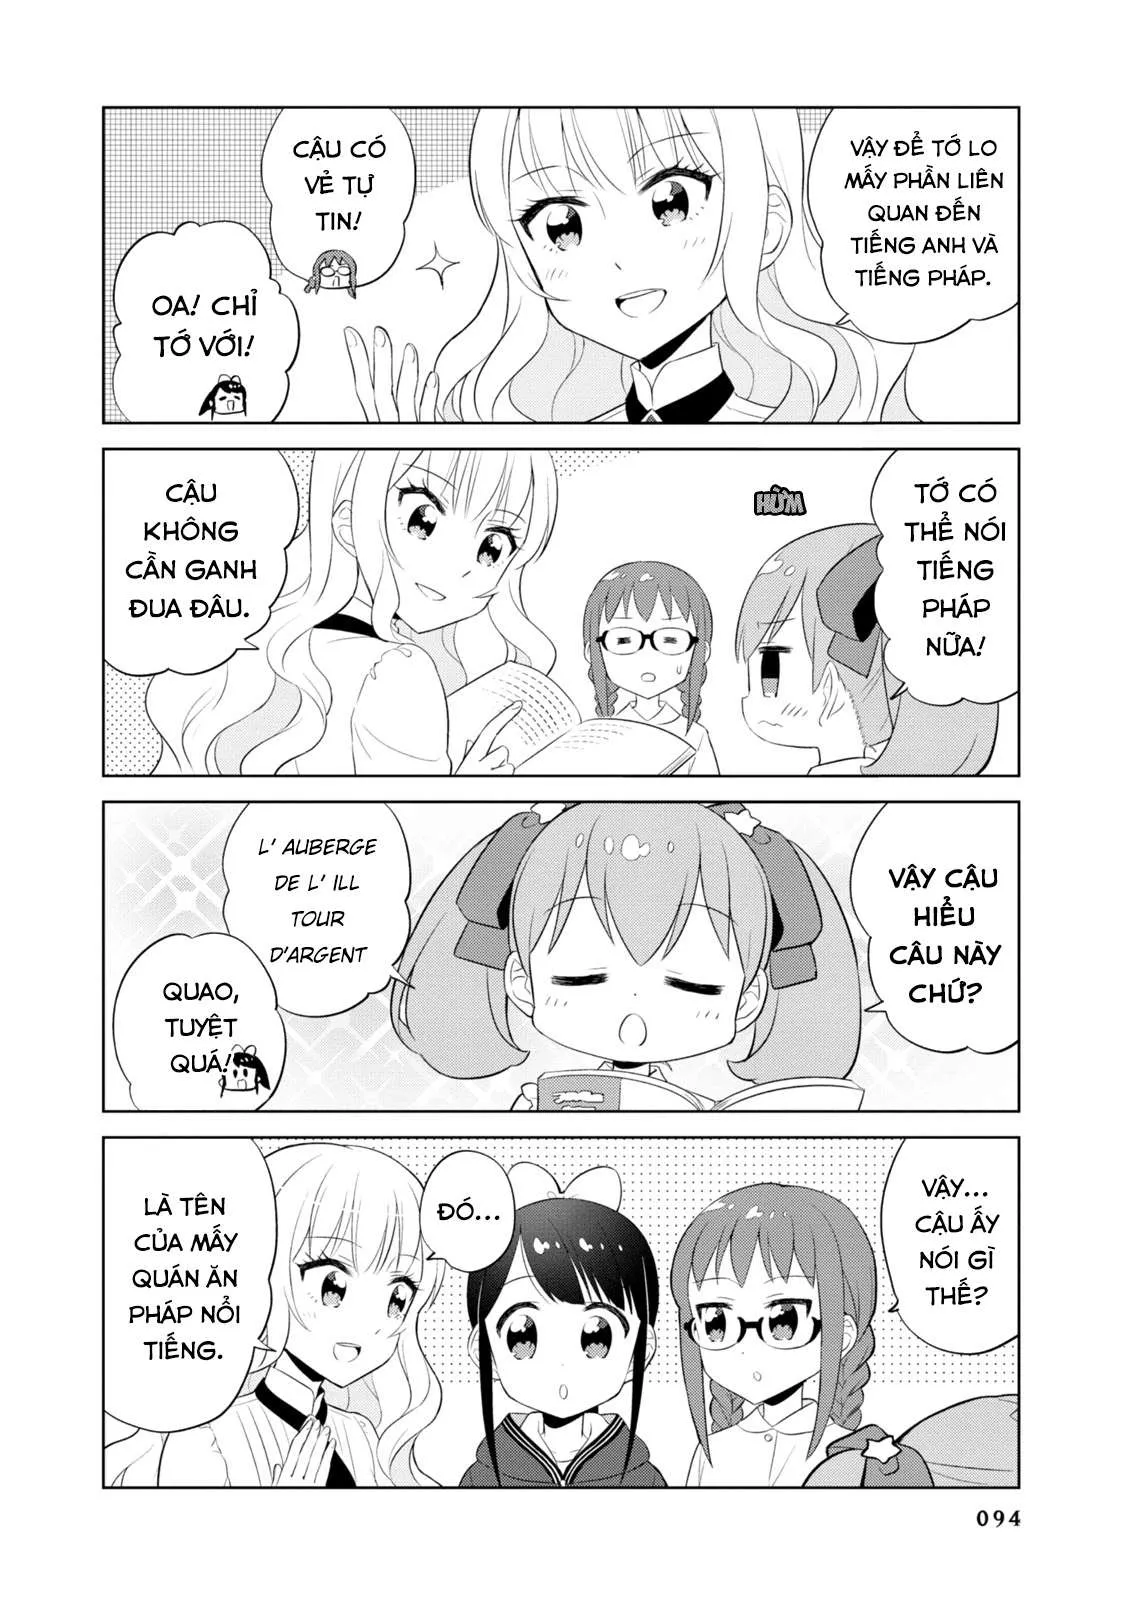 VẬY ĐỂ TỚ LO
MẤY PHẦN LIÊN
QUAN ĐẾN
TIẾNG ANH VÀ
TIẾNG PHÁP.
CẬU CÓ
VẺ TỰ
TIN!
OA! CHỈ
TỚ VỚI!
TỚ CÓ
THỂ NÓI
TIẾNG
PHÁP
NỮA!
HỪM
CẬU
KHÔNG
CẦN GANH
ĐUA ĐÂU.
VẬY CẬU
HIỂU
CÂU NÀY
CHỨ?
L' AUBERGE
DE L' ILL
TOUR
D'ARGENT
QUAO,
TUYỆT
QUÁ!
VẬY...
CẬU ẤY
NÓI GÌ
THẾ?
ĐÓ...
LÀ TÊN
CỦA MẤY
QUÁN ĂN
PHÁP NỔI
TIẾNG.
094